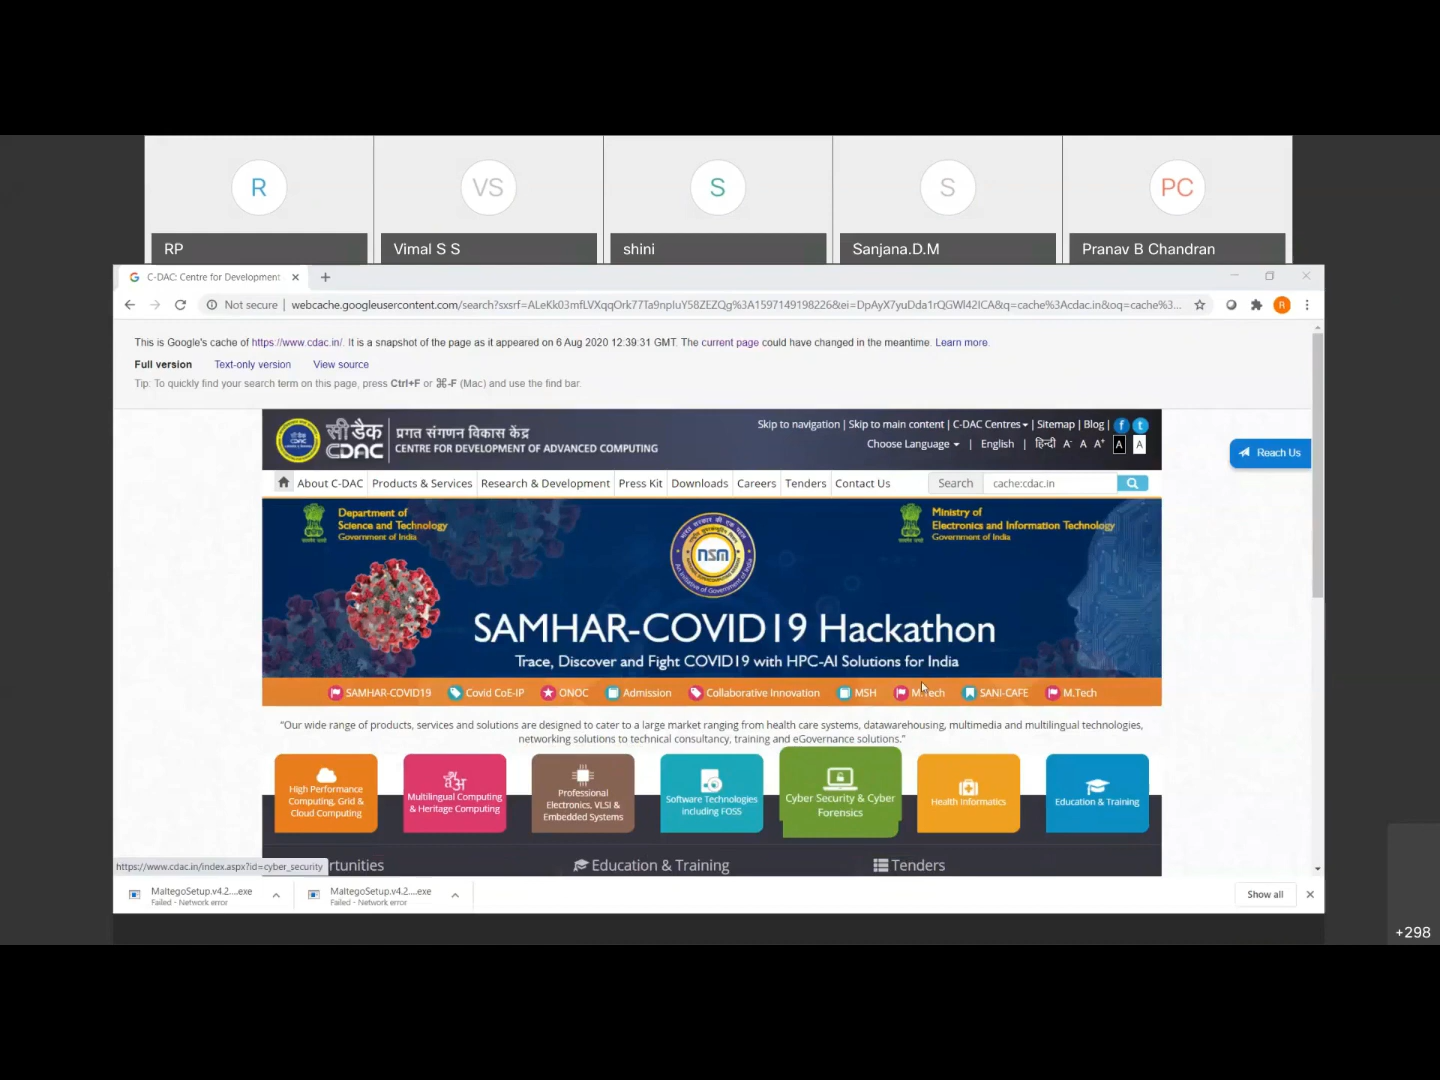 R
VS
S
S
PC
RP
Vimal S S
shini
Sanjana.D.M
Pranav B Chandran
C-DAC: Centre for Development
Not secure | webcache.googleusercontent.com/search?sxsrf=ALeKk03mfLVXqqOrk77Ta9npIuY58ZEZQg%3A1597149198226&ei=DpAyX7yuDda1rQGWl42ICA&q=cache%3Acdac.in&oq=cache%3...
R
This is Google's cache of https://www.cdac.in/. It is a snapshot of the page as it appeared on 6 Aug 2020 12:39:31 GMT. The current page could have changed in the meantime. Learn more.
Full version Text-only version View source
Tip: To quickly find your search term on this page, press Ctrl+F or ⌘-F (Mac) and use the find bar.
सी डैक
CDAC
प्रगत संगणन विकास केंद्र
CENTRE FOR DEVELOPMENT OF ADVANCED COMPUTING
Skip to navigation | Skip to main content | C-DAC Centres | Sitemap | Blog |
Choose Language | English | हिन्दी A- A A+ A A
Reach Us
About C-DAC Products & Services Research & Development Press Kit Downloads Careers Tenders Contact Us Search cache:cdac.in
Department of
Science and Technology
Government of India
Ministry of
Electronics and Information Technology
Government of India
nsm
SAMHAR-COVID19 Hackathon
Trace, Discover and Fight COVID19 with HPC-AI Solutions for India
SAMHAR-COVID19 Covid CoE-IP ONOC Admission Collaborative Innovation MSH M.Tech SANI-CAFE M.Tech
“Our wide range of products, services and solutions are designed to cater to a large market ranging from health care systems, datawarehousing, multimedia and multilingual technologies,
networking solutions to technical consultancy, training and eGovernance solutions.”
High Performance
Computing, Grid &
Cloud Computing
Multilingual Computing
& Heritage Computing
Professional
Electronics, VLSI &
Embedded Systems
Software Technologies
including FOSS
Cyber Security & Cyber
Forensics
Health Informatics
Education & Training
https://www.cdac.in/index.aspx?id=cyber_security
rtunities
Education & Training
Tenders
MaltegoSetup.v4.2....exe
Failed - Network error
MaltegoSetup.v4.2....exe
Failed - Network error
Show all
+298